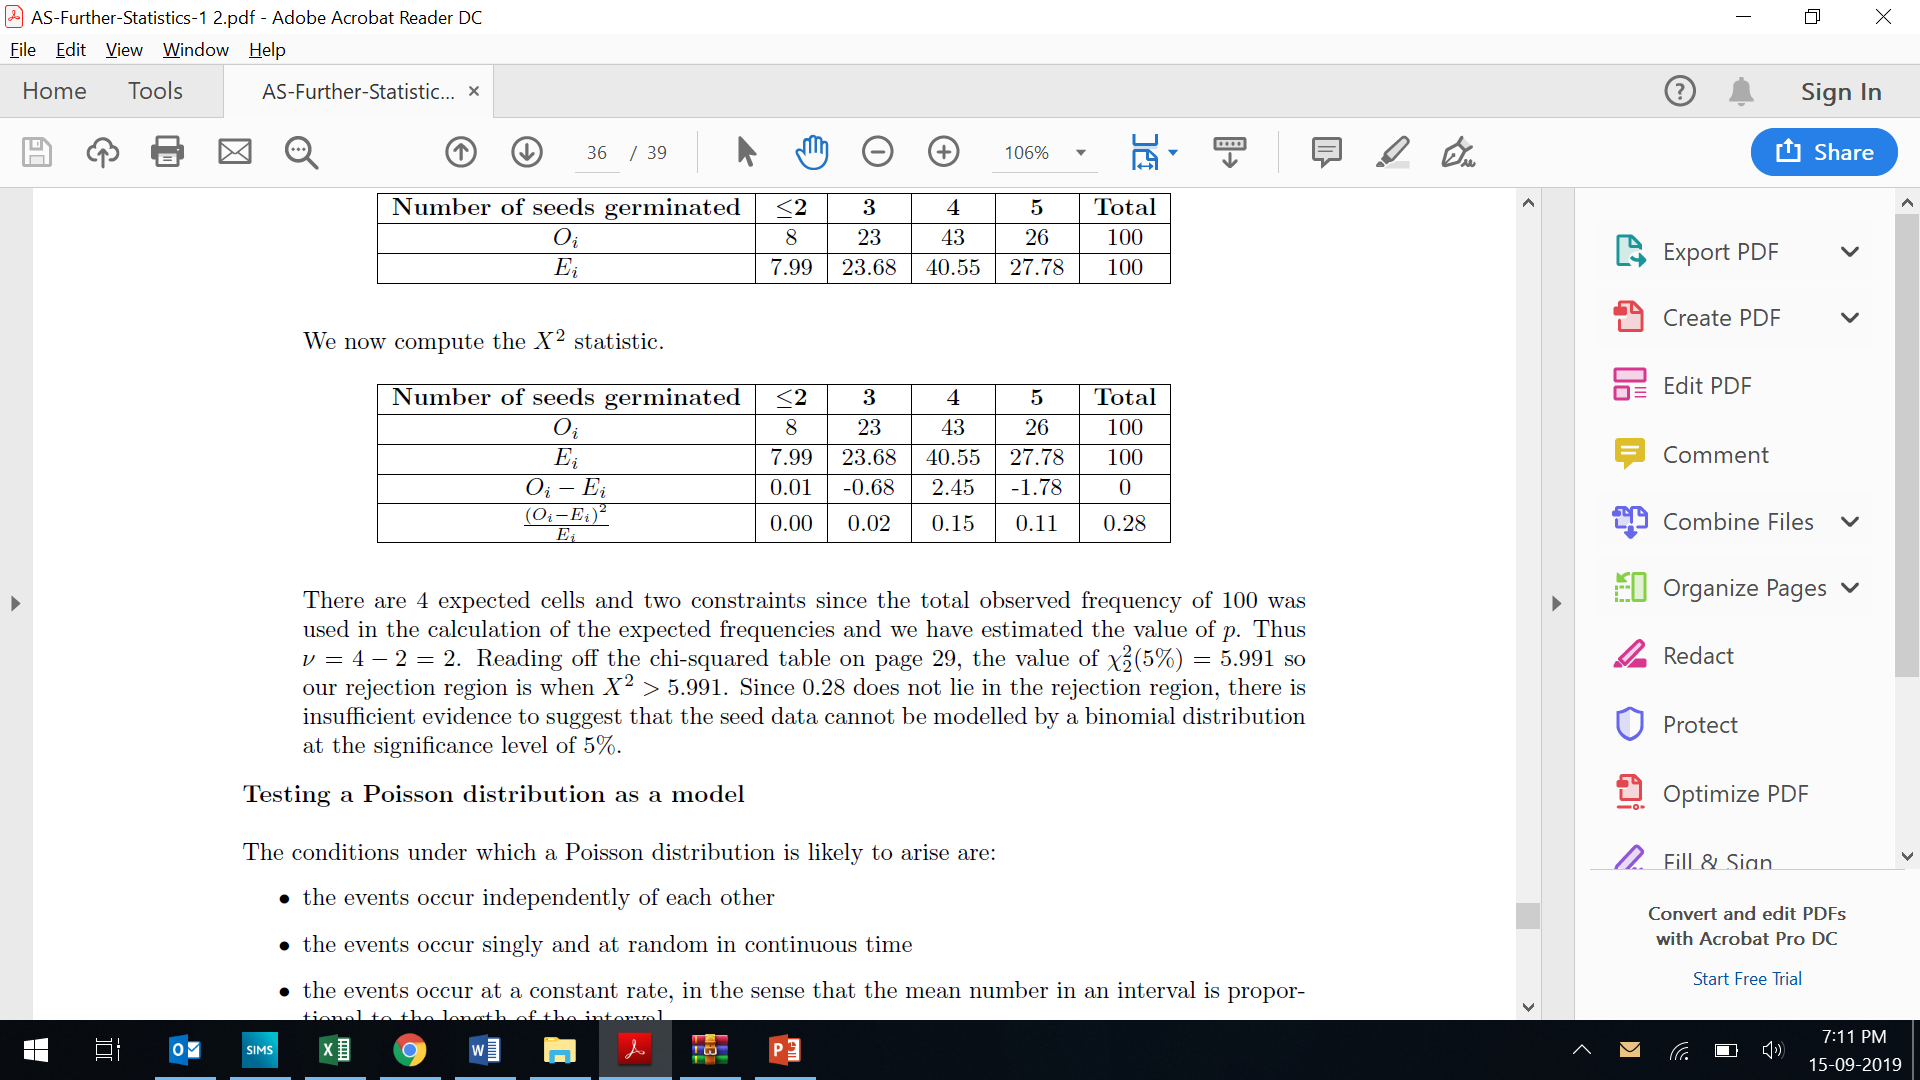 AS-Further-Statistics-1 2.pdf - Adobe Acrobat Reader DC
File Edit View Window Help
Home Tools AS-Further-Statistic... × ? Sign In
36 / 39 106% Share
Number of seeds germinated ≤2 3 4 5 Total
Oᵢ 8 23 43 26 100
Eᵢ 7.99 23.68 40.55 27.78 100
We now compute the X² statistic.
Number of seeds germinated ≤2 3 4 5 Total
Oᵢ 8 23 43 26 100
Eᵢ 7.99 23.68 40.55 27.78 100
Oᵢ − Eᵢ 0.01 -0.68 2.45 -1.78 0
(Oᵢ−Eᵢ)²/Eᵢ 0.00 0.02 0.15 0.11 0.28
There are 4 expected cells and two constraints since the total observed frequency of 100 was
used in the calculation of the expected frequencies and we have estimated the value of p. Thus
ν = 4 − 2 = 2. Reading off the chi-squared table on page 29, the value of χ²₂(5%) = 5.991 so
our rejection region is when X² > 5.991. Since 0.28 does not lie in the rejection region, there is
insufficient evidence to suggest that the seed data cannot be modelled by a binomial distribution
at the significance level of 5%.
Testing a Poisson distribution as a model
The conditions under which a Poisson distribution is likely to arise are:
• the events occur independently of each other
• the events occur singly and at random in continuous time
• the events occur at a constant rate, in the sense that the mean number in an interval is propor-
tional to the length of the interval
Export PDF
Create PDF
Edit PDF
Comment
Combine Files
Organize Pages
Redact
Protect
Optimize PDF
Fill & Sign
Convert and edit PDFs
with Acrobat Pro DC
Start Free Trial
SIMS
7:11 PM
15-09-2019